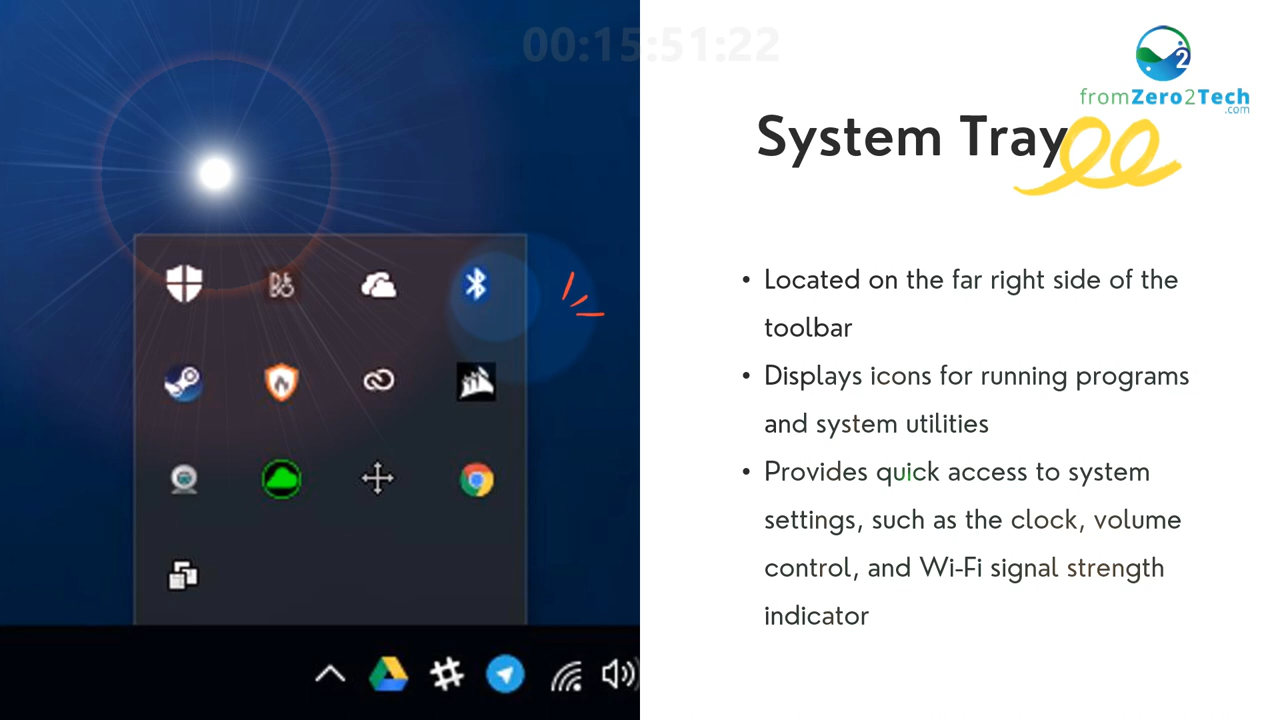 00:15:51:22
2
fromZero2Tech
.com
System Tray
• Located on the far right side of the
toolbar
• Displays icons for running programs
and system utilities
• Provides quick access to system
settings, such as the clock, volume
control, and Wi-Fi signal strength
indicator